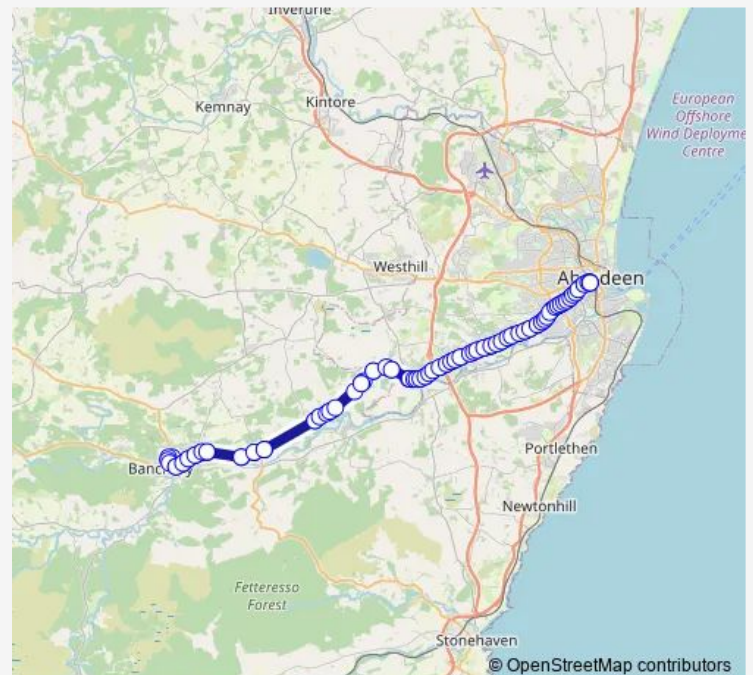 Inverurie
Kemnay
Kintore
European
Offshore
Wind Deployme
Centre
Westhill
Aberdeen
Portlethen
Newtonhill
Fetteresso
Forest
Stonehaven
© OpenStreetMap contributors